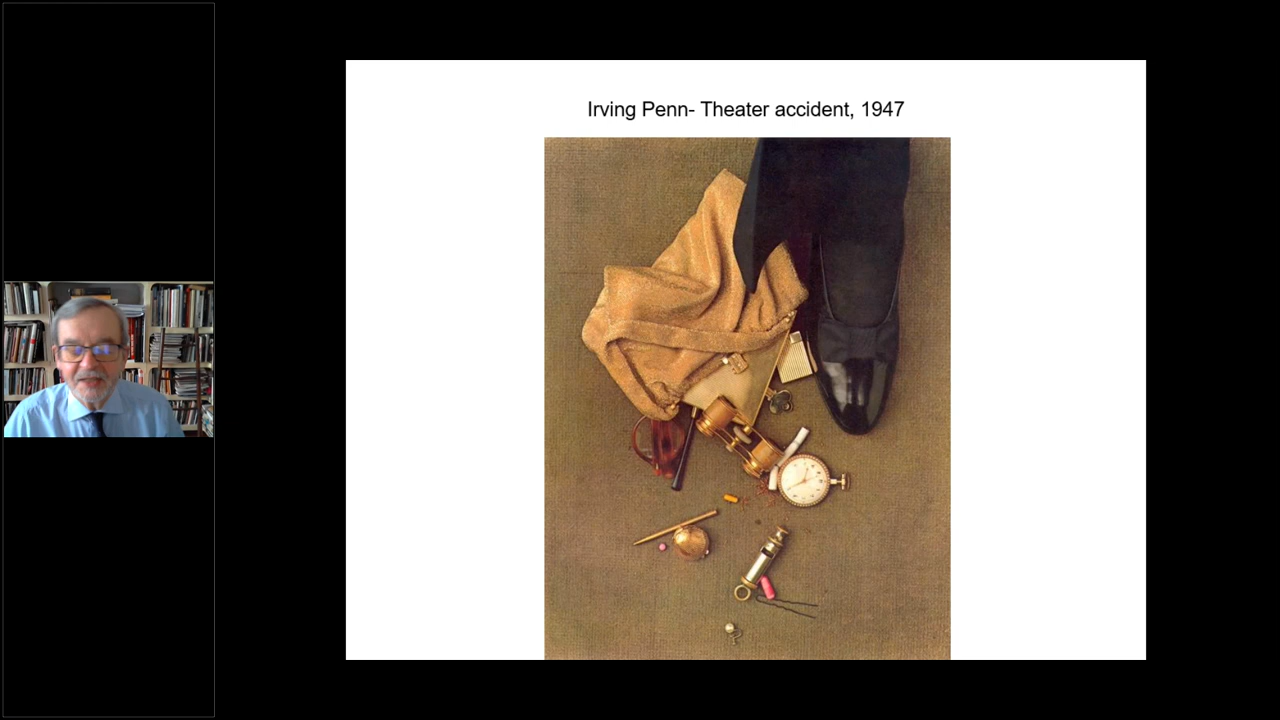 Irving Penn- Theater accident, 1947